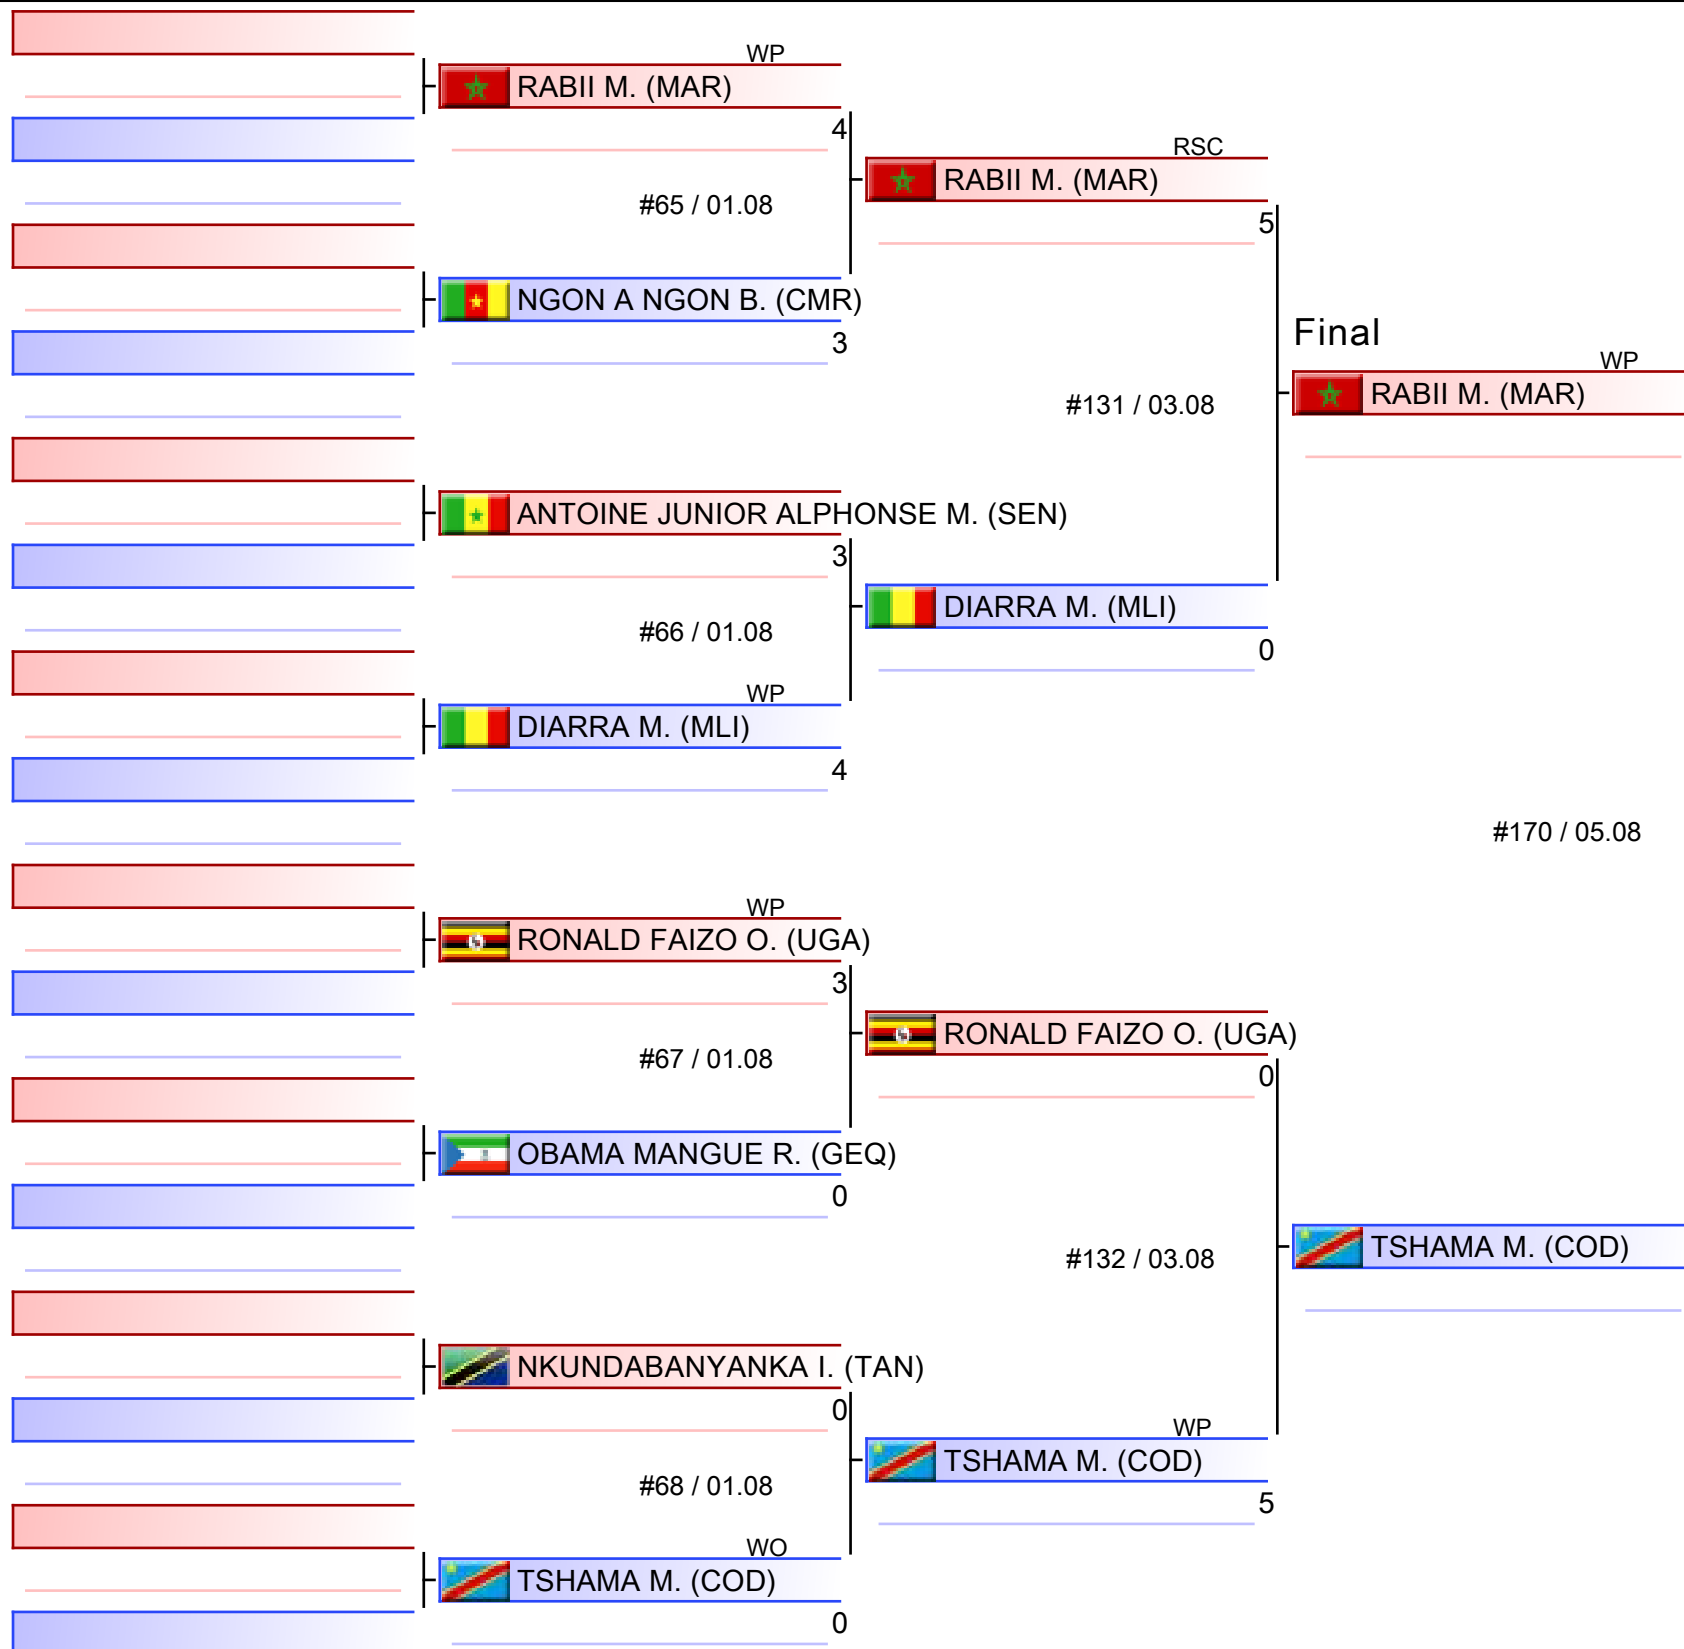 WP
RABII M. (MAR)
4
#65 / 01.08
NGON A NGON B. (CMR)
3
RSC
RABII M. (MAR)
5
#131 / 03.08
Final
WP
RABII M. (MAR)
ANTOINE JUNIOR ALPHONSE M. (SEN)
3
#66 / 01.08
WP
DIARRA M. (MLI)
4
DIARRA M. (MLI)
0
#170 / 05.08
WP
RONALD FAIZO O. (UGA)
3
#67 / 01.08
OBAMA MANGUE R. (GEQ)
0
RONALD FAIZO O. (UGA)
0
#132 / 03.08
TSHAMA M. (COD)
NKUNDABANYANKA I. (TAN)
0
#68 / 01.08
WO
TSHAMA M. (COD)
0
WP
TSHAMA M. (COD)
5